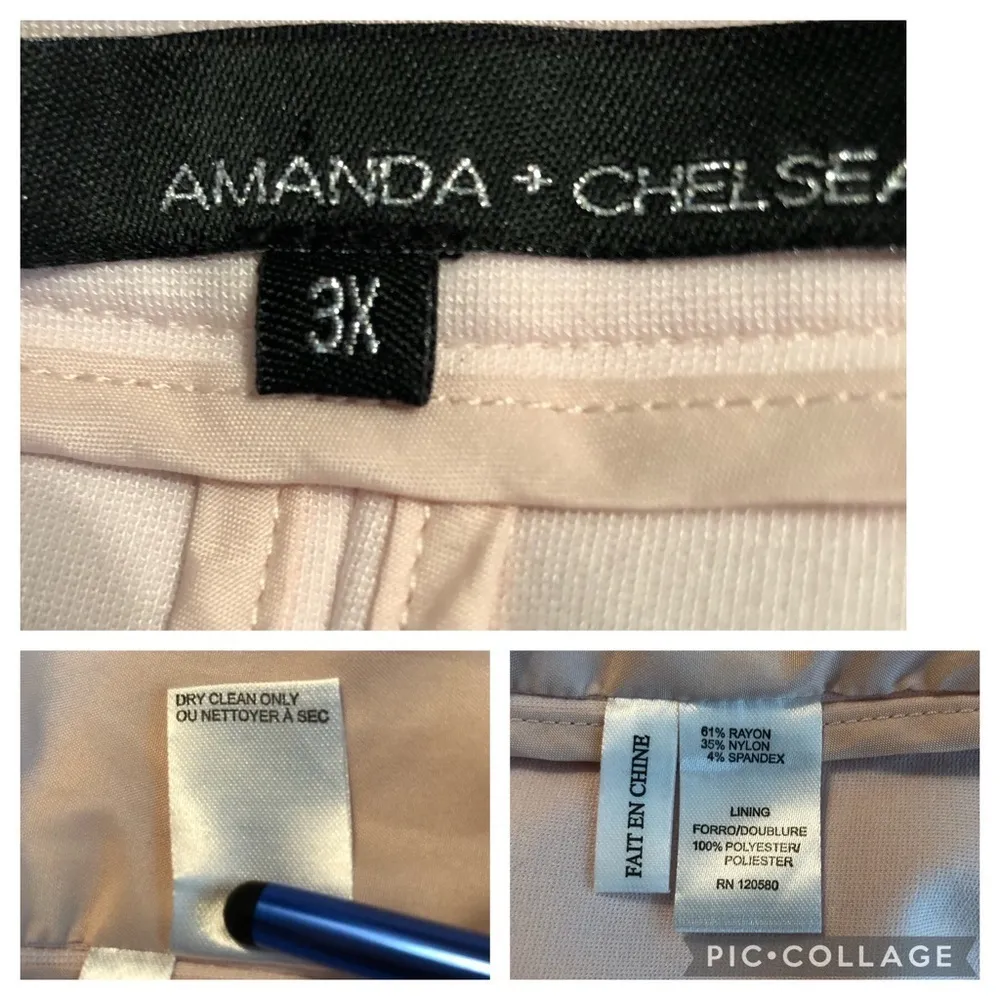 AMANDA + CHELSEA
3X
DRY CLEAN ONLY
OU NETTOYER À SEC
FAIT EN CHINE
61% RAYON
35% NYLON
4% SPANDEX
LINING
FORRO/DOUBLURE
100% POLYESTER/
POLIESTER
RN 120580
PIC•COLLAGE